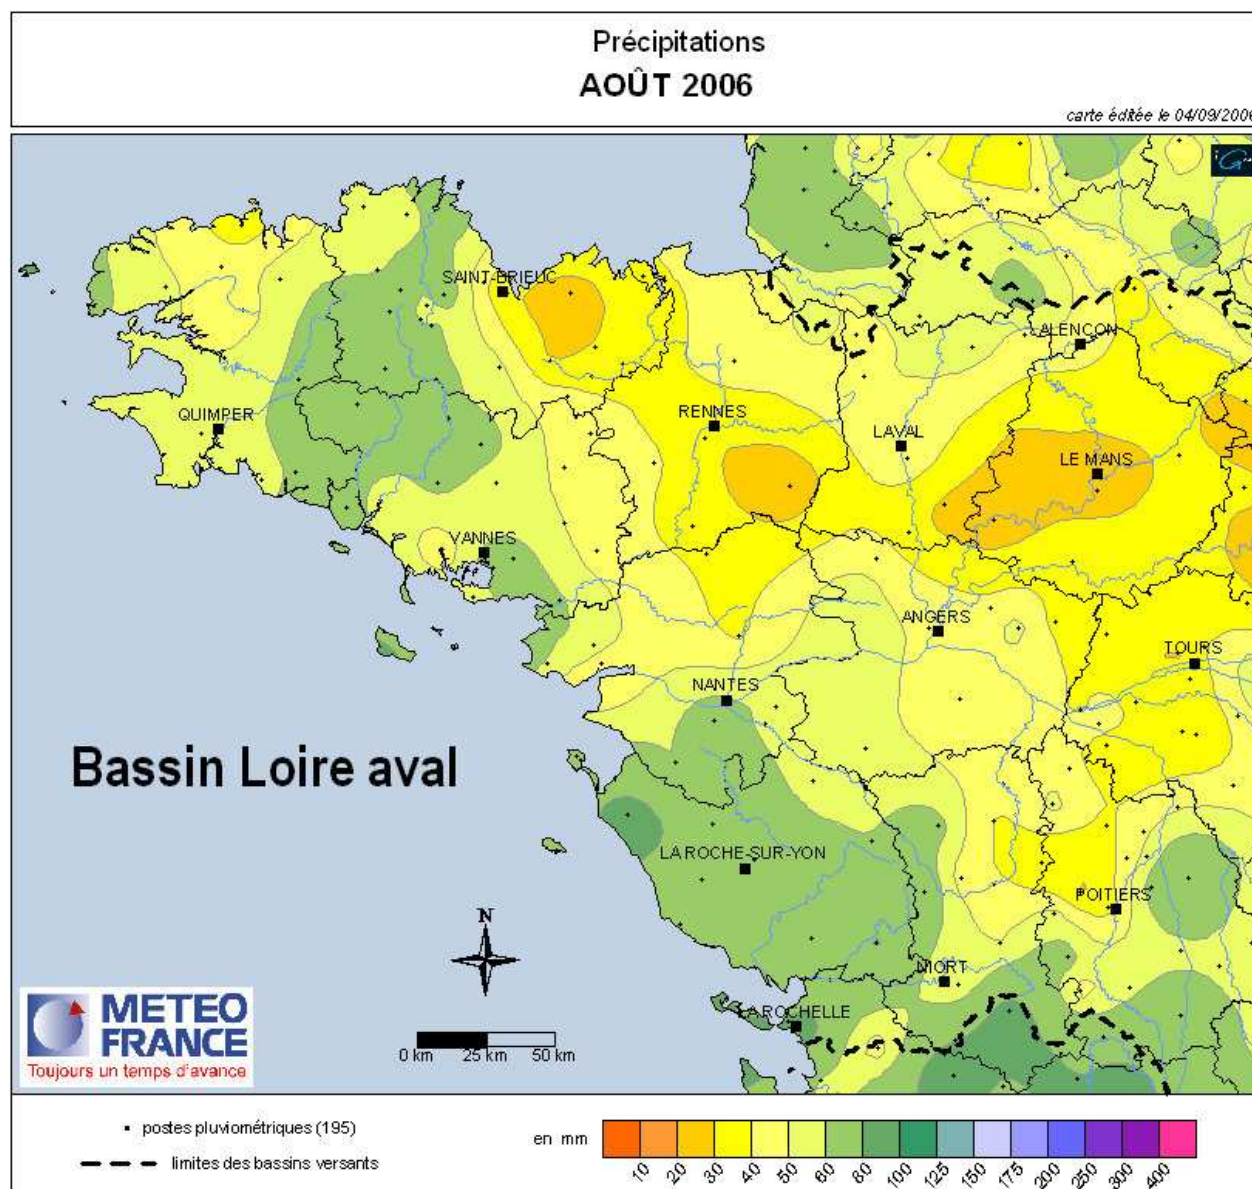 Précipitations
AOÛT 2006
carte éditée le 04/09/2006
SAINT-BRIEUC
ALENCON
QUIMPER
RENNES
LAVAL
LE MANS
VANNES
ANGERS
TOURS
NANTES
Bassin Loire aval
LA ROCHE-SUR-YON
POITIERS
N
NIORT
LA ROCHELLE
METEO
FRANCE
Toujours un temps d'avance
0 km 25 km 50 km
postes pluviométriques (195)
limites des bassins versants
en mm
10 20 30 40 50 60 80 100 125 150 175 200 250 300 400